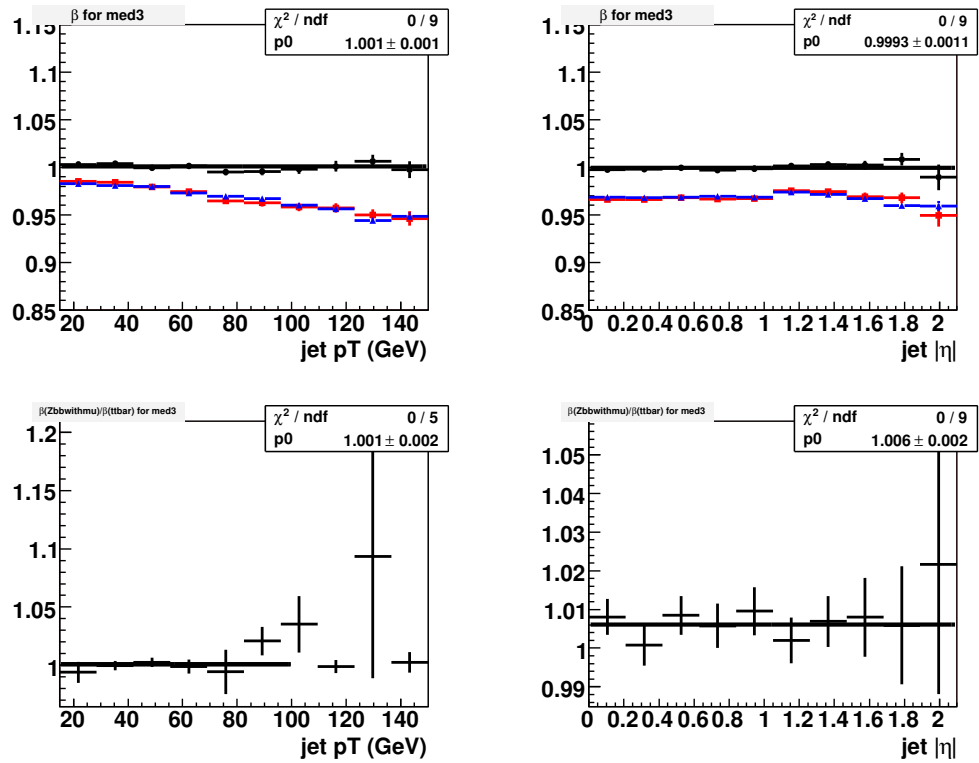 β for med3
χ² / ndf 0 / 9
p0 1.001 ± 0.001
1.15
1.1
1.05
1
0.95
0.9
0.85
20 40 60 80 100 120 140
jet pT (GeV)
β for med3
χ² / ndf 0 / 9
p0 0.9993 ± 0.0011
1.15
1.1
1.05
1
0.95
0.9
0.85
0 0.2 0.4 0.6 0.8 1 1.2 1.4 1.6 1.8 2
jet |η|
β(Zbbwithmu)/β(ttbar) for med3
χ² / ndf 0 / 5
p0 1.001 ± 0.002
1.2
1.15
1.1
1.05
1
20 40 60 80 100 120 140
jet pT (GeV)
β(Zbbwithmu)/β(ttbar) for med3
χ² / ndf 0 / 9
p0 1.006 ± 0.002
1.05
1.04
1.03
1.02
1.01
1
0.99
0 0.2 0.4 0.6 0.8 1 1.2 1.4 1.6 1.8 2
jet |η|